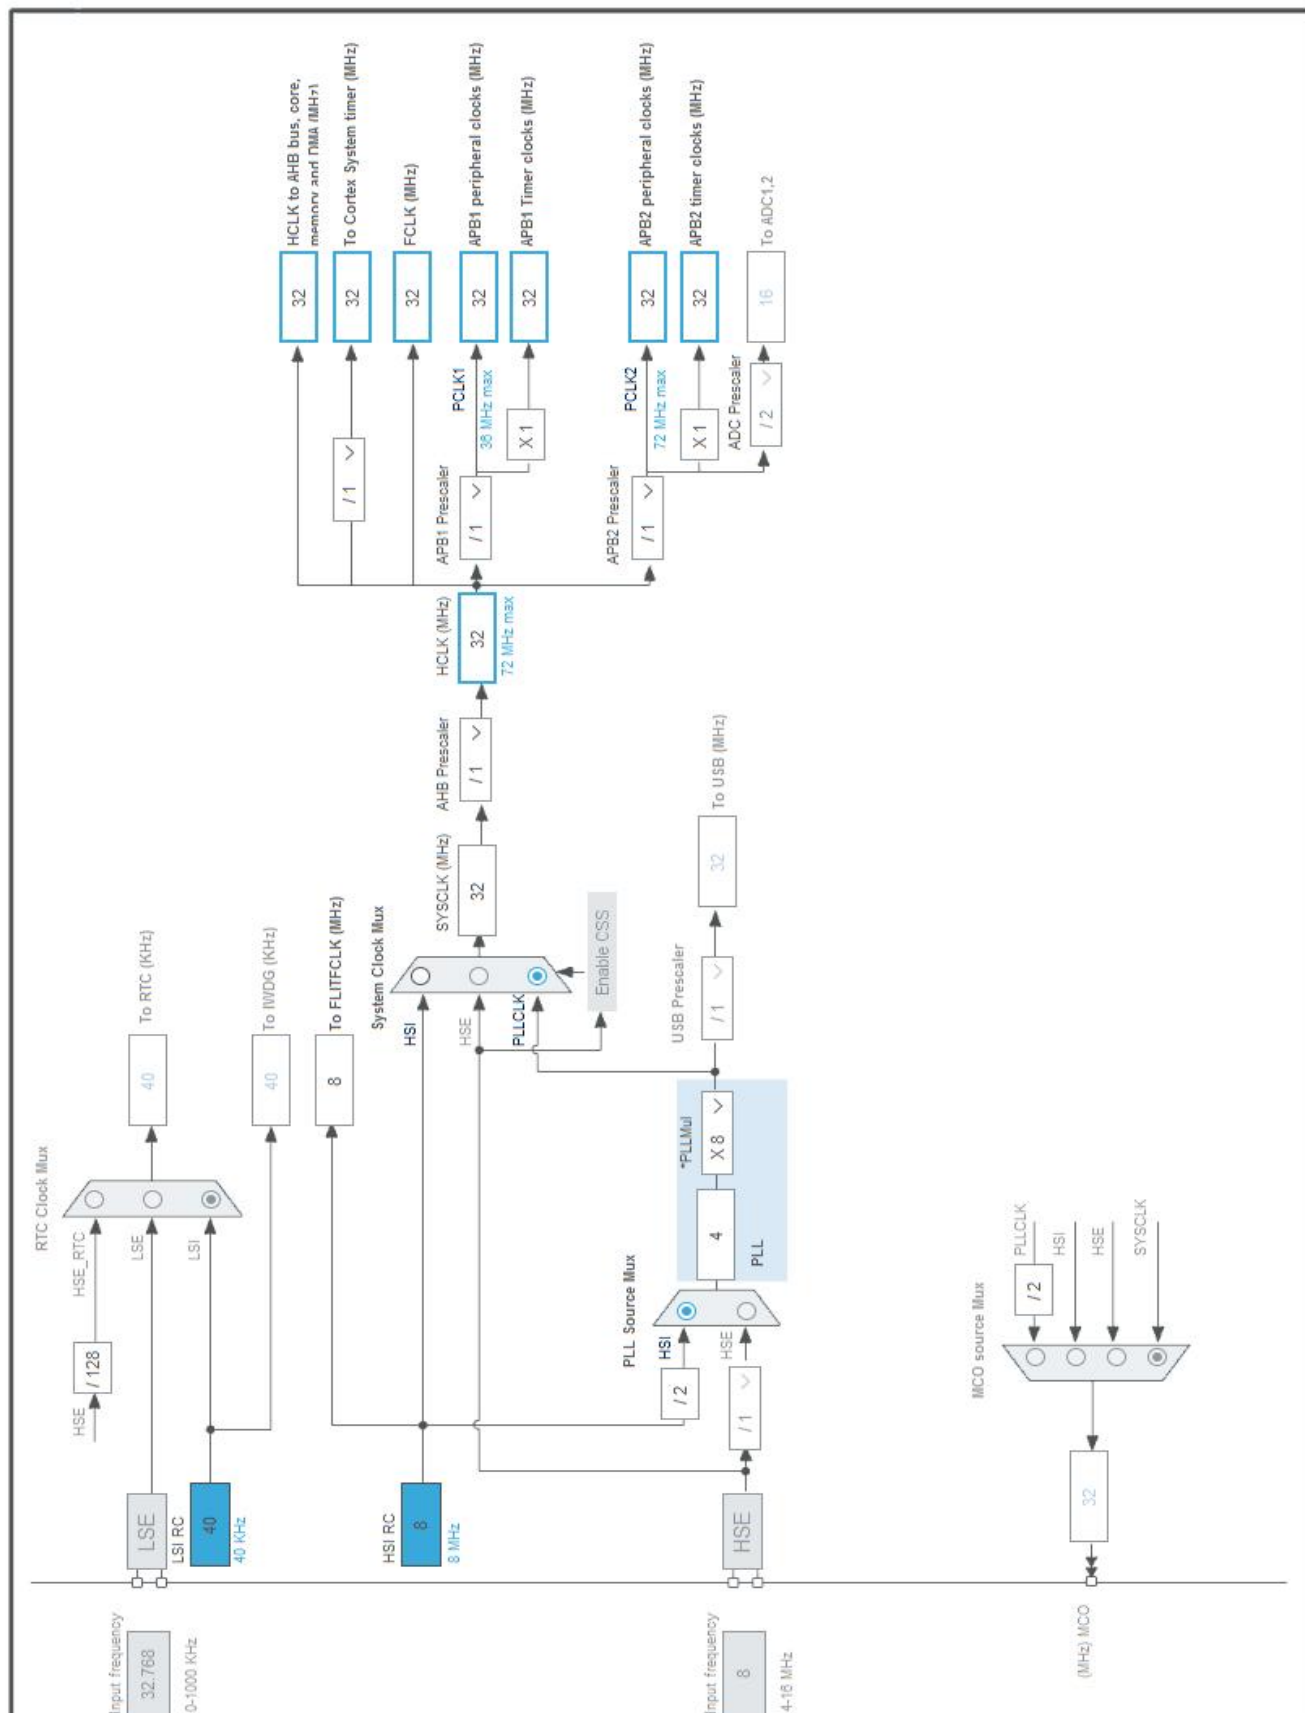 Input frequency
32.768
0-1000 KHz
LSE
LSI RC
40
40 KHz
HSE
/ 128
HSE_RTC
LSE
LSI
RTC Clock Mux
40
To RTC (KHz)
40
To IWDG (KHz)
HSI RC
8
8 MHz
8
To FLITFCLK (MHz)
System Clock Mux
HSI
HSE
PLLCLK
Enable CSS
SYSCLK (MHz)
32
AHB Prescaler
/ 1
HCLK (MHz)
32
72 MHz max
32
HCLK to AHB bus, core,
memory and DMA (MHz)
/ 1
32
To Cortex System timer (MHz)
32
FCLK (MHz)
APB1 Prescaler
/ 1
PCLK1
36 MHz max
32
APB1 peripheral clocks (MHz)
X 1
32
APB1 Timer clocks (MHz)
APB2 Prescaler
/ 1
PCLK2
72 MHz max
32
APB2 peripheral clocks (MHz)
X 1
32
APB2 timer clocks (MHz)
ADC Prescaler
/ 2
16
To ADC1,2
Input frequency
8
4-16 MHz
HSE
/ 2
/ 1
HSI
HSE
PLL Source Mux
4
*PLLMul
X 8
PLL
USB Prescaler
/ 1
32
To USB (MHz)
(MHz) MCO
32
MCO source Mux
/ 2
PLLCLK
HSI
HSE
SYSCLK